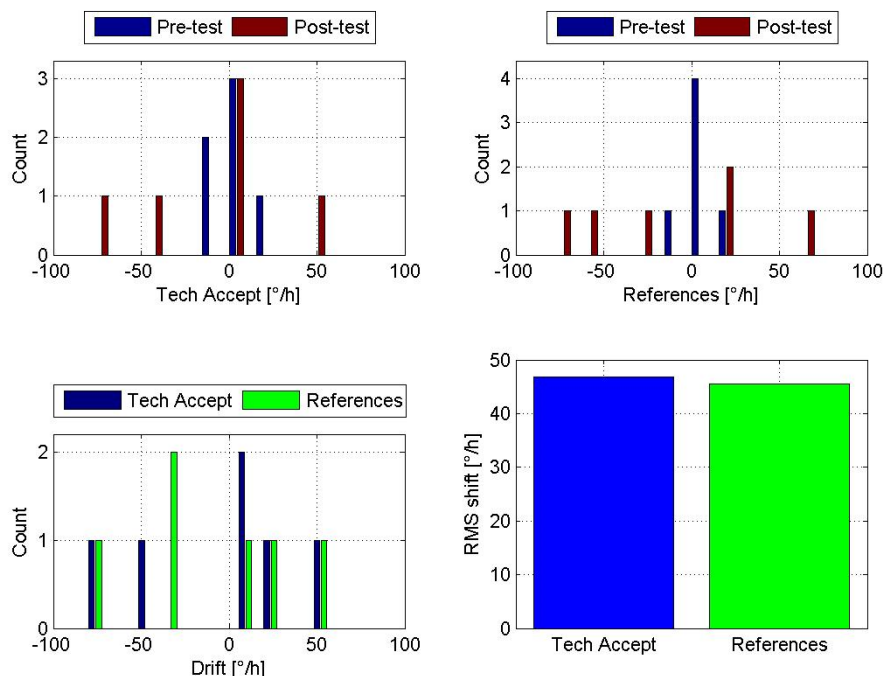 Pre-test Post-test
3
2
1
0
Count
-100 -50 0 50 100
Tech Accept [°/h]
Pre-test Post-test
4
3
2
1
0
Count
-100 -50 0 50 100
References [°/h]
Tech Accept References
2
1
0
Count
-100 -50 0 50 100
Drift [°/h]
50
40
30
20
10
0
RMS shift [°/h]
Tech Accept References